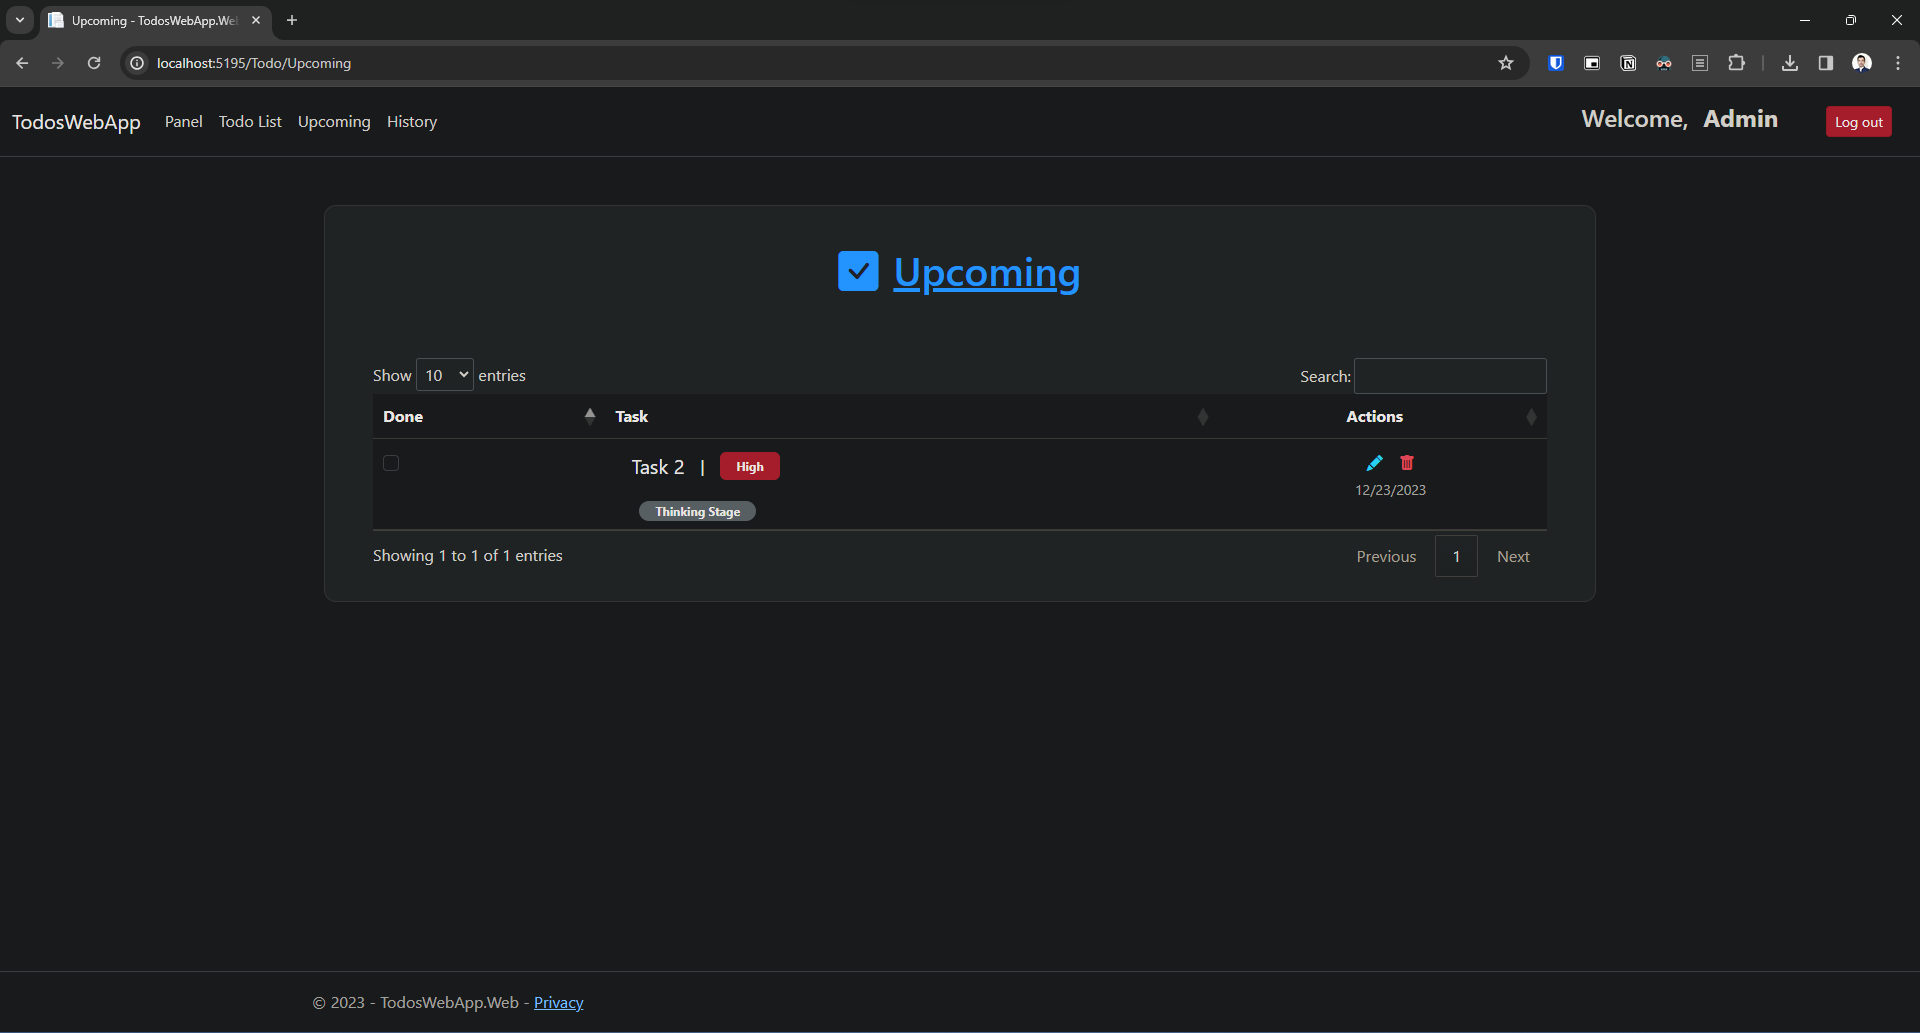 Upcoming - TodosWebApp.We
localhost:5195/Todo/Upcoming
TodosWebApp Panel Todo List Upcoming History Welcome, Admin Log out
Upcoming
Show 10 entries Search:
Done Task Actions
Task 2 | High
12/23/2023
Thinking Stage
Showing 1 to 1 of 1 entries Previous 1 Next
© 2023 - TodosWebApp.Web - Privacy